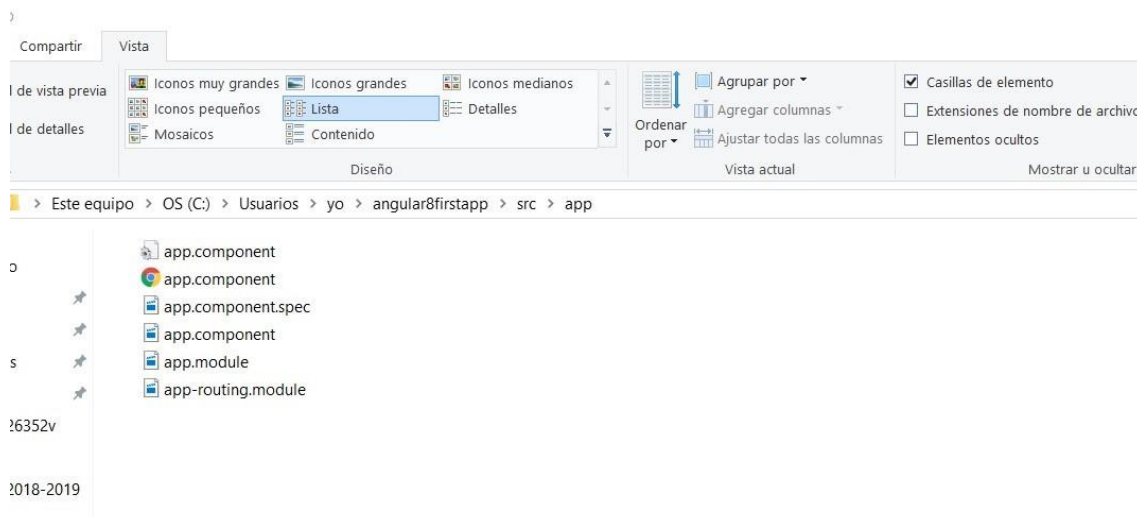 Compartir Vista
l de vista previa
l de detalles
Iconos muy grandes Iconos grandes Iconos medianos
Iconos pequeños Lista Detalles
Mosaicos Contenido
Diseño
Ordenar por
Agrupar por
Agregar columnas
Ajustar todas las columnas
Vista actual
Casillas de elemento
Extensiones de nombre de archivo
Elementos ocultos
Mostrar u ocultar
> Este equipo > OS (C:) > Usuarios > yo > angular8firstapp > src > app
o
s
26352v
2018-2019
app.component
app.component
app.component.spec
app.component
app.module
app-routing.module